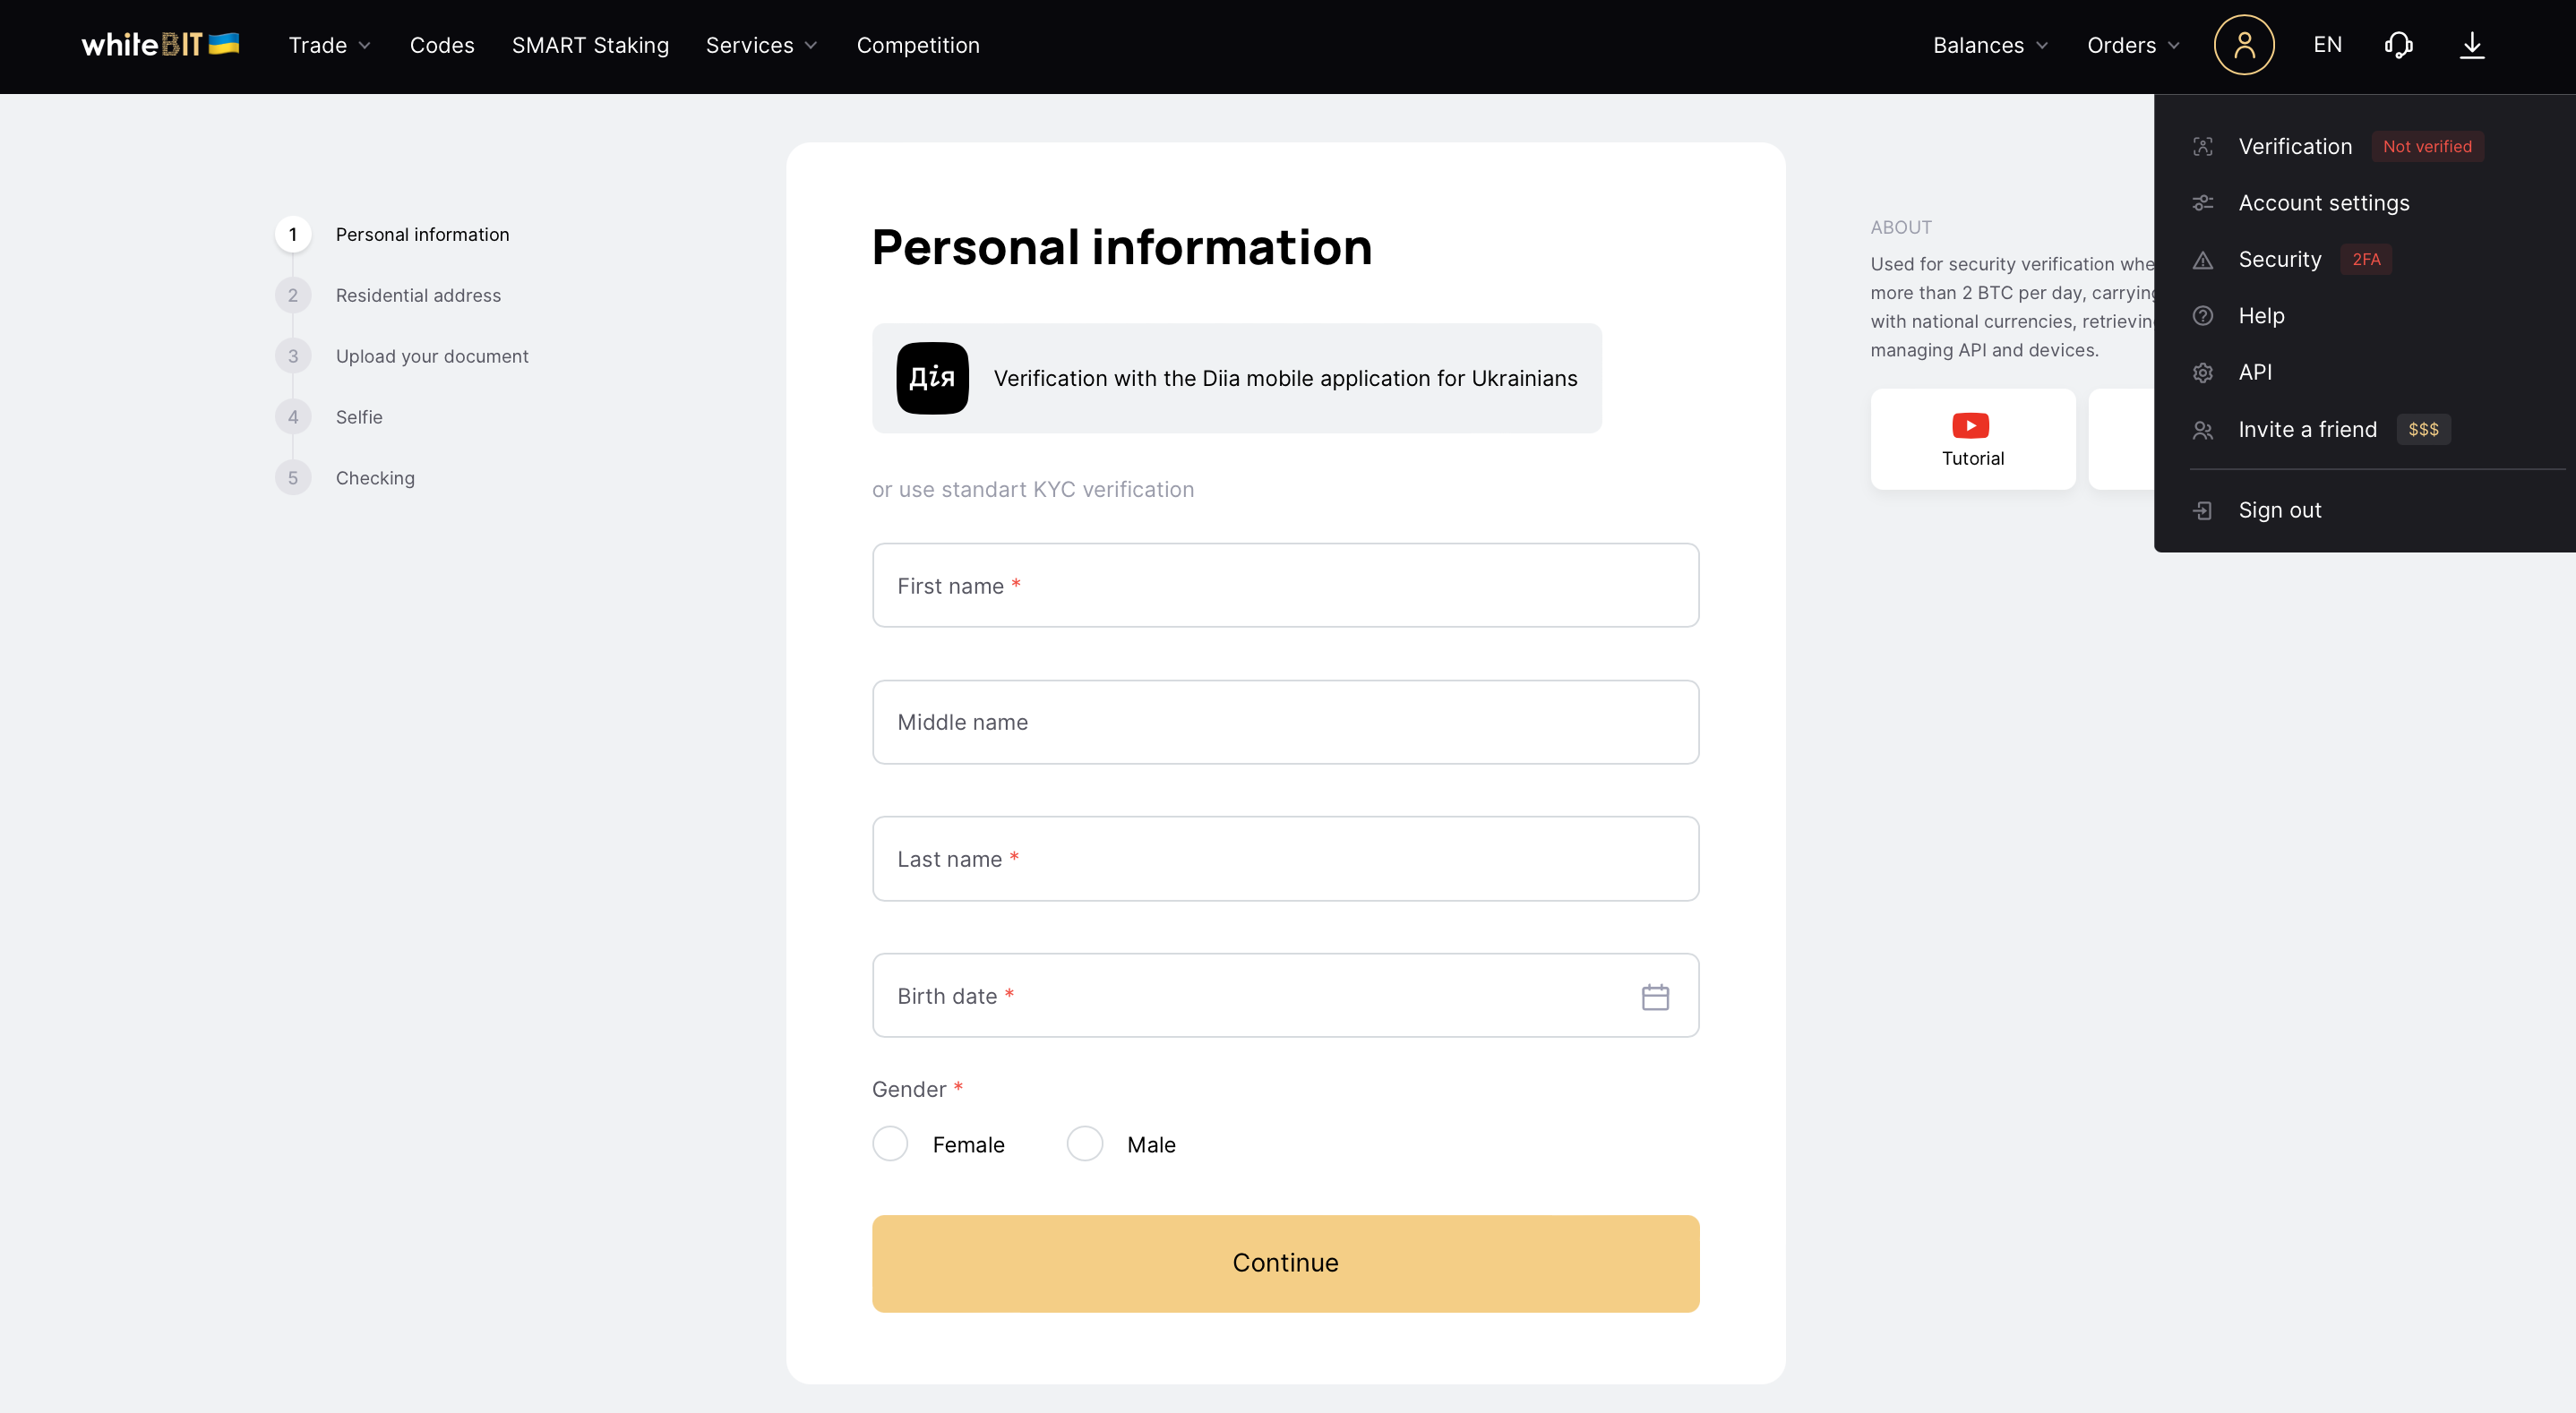 whiteBIT
Trade
Codes
SMART Staking
Services
Competition
Balances
Orders
EN
1 Personal information
2 Residential address
3 Upload your document
4 Selfie
5 Checking
Personal information
Дія
Verification with the Diia mobile application for Ukrainians
or use standart KYC verification
First name *
Middle name
Last name *
Birth date *
Gender *
Female
Male
Continue
ABOUT
Used for security verification whe
more than 2 BTC per day, carrying
with national currencies, retrievin
managing API and devices.
Tutorial
Verification Not verified
Account settings
Security 2FA
Help
API
Invite a friend $$$
Sign out